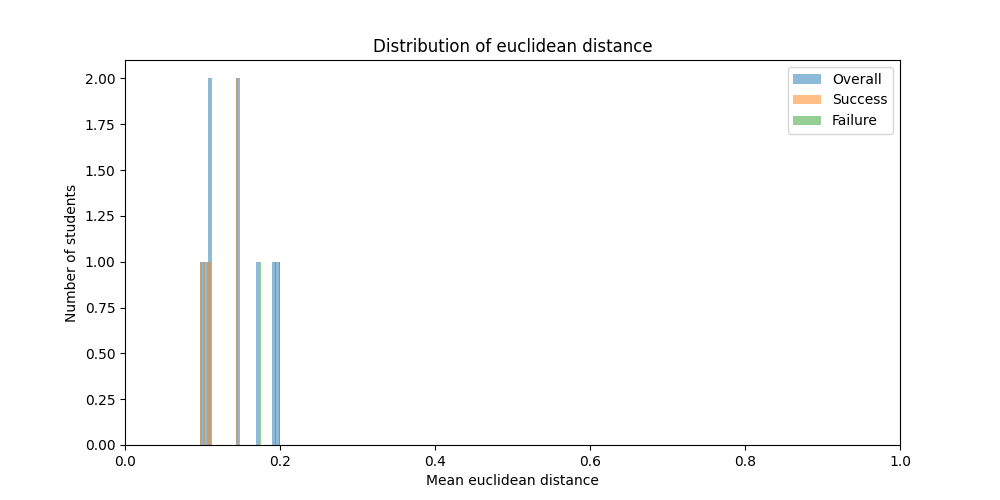 Distribution of euclidean distance
Overall
Success
Failure
2.00
1.75
1.50
1.25
1.00
0.75
0.50
0.25
0.00
Number of students
0.0 0.2 0.4 0.6 0.8 1.0
Mean euclidean distance